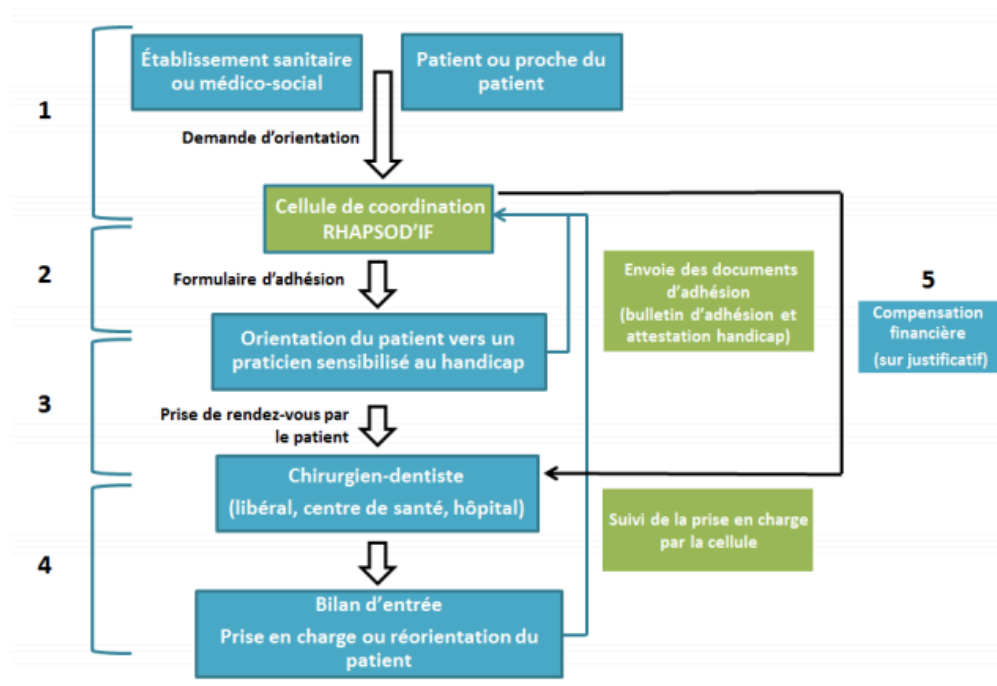 1
Établissement sanitaire
ou médico-social
Patient ou proche du
patient
Demande d'orientation
Cellule de coordination
RHAPSOD'IF
2
Formulaire d'adhésion
Envoie des documents
d'adhésion
(bulletin d'adhésion et
attestation handicap)
5
Compensation
financière
(sur justificatif)
Orientation du patient vers un
praticien sensibilisé au handicap
3
Prise de rendez-vous par
le patient
Chirurgien-dentiste
(libéral, centre de santé, hôpital)
Suivi de la prise en charge
par la cellule
4
Bilan d'entrée
Prise en charge ou réorientation du
patient